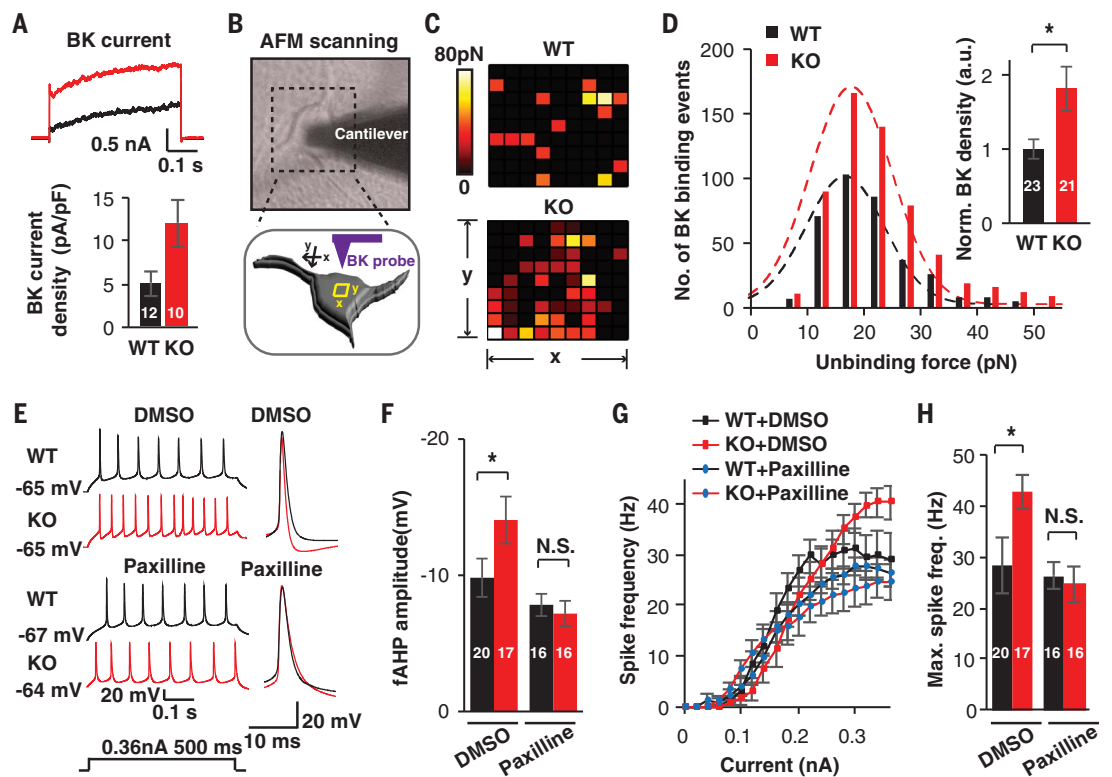 A
BK current
0.5 nA
0.1 s
BK current
density (pA/pF)
15
10
5
0
12
10
WT KO
B
AFM scanning
Cantilever
y
x
BK probe
y
x
C
80pN
0
WT
KO
y
x
D
WT
KO
No. of BK binding events
200
150
100
50
0
0 10 20 30 40 50
Unbinding force (pN)
Norm. BK density (a.u.)
2
1
0
*
23
21
WT KO
E
DMSO
DMSO
WT
-65 mV
KO
-65 mV
Paxilline
Paxilline
WT
-67 mV
KO
-64 mV
20 mV
0.1 s
20 mV
10 ms
0.36nA 500 ms
F
fAHP amplitude(mV)
-20
-10
0
*
N.S.
20
17
16
16
DMSO
Paxilline
G
WT+DMSO
KO+DMSO
WT+Paxilline
KO+Paxilline
Spike frequency (Hz)
50
40
30
20
10
0
0 0.1 0.2 0.3
Current (nA)
H
Max. spike freq. (Hz)
60
50
40
30
20
10
0
*
N.S.
20
17
16
16
DMSO
Paxilline